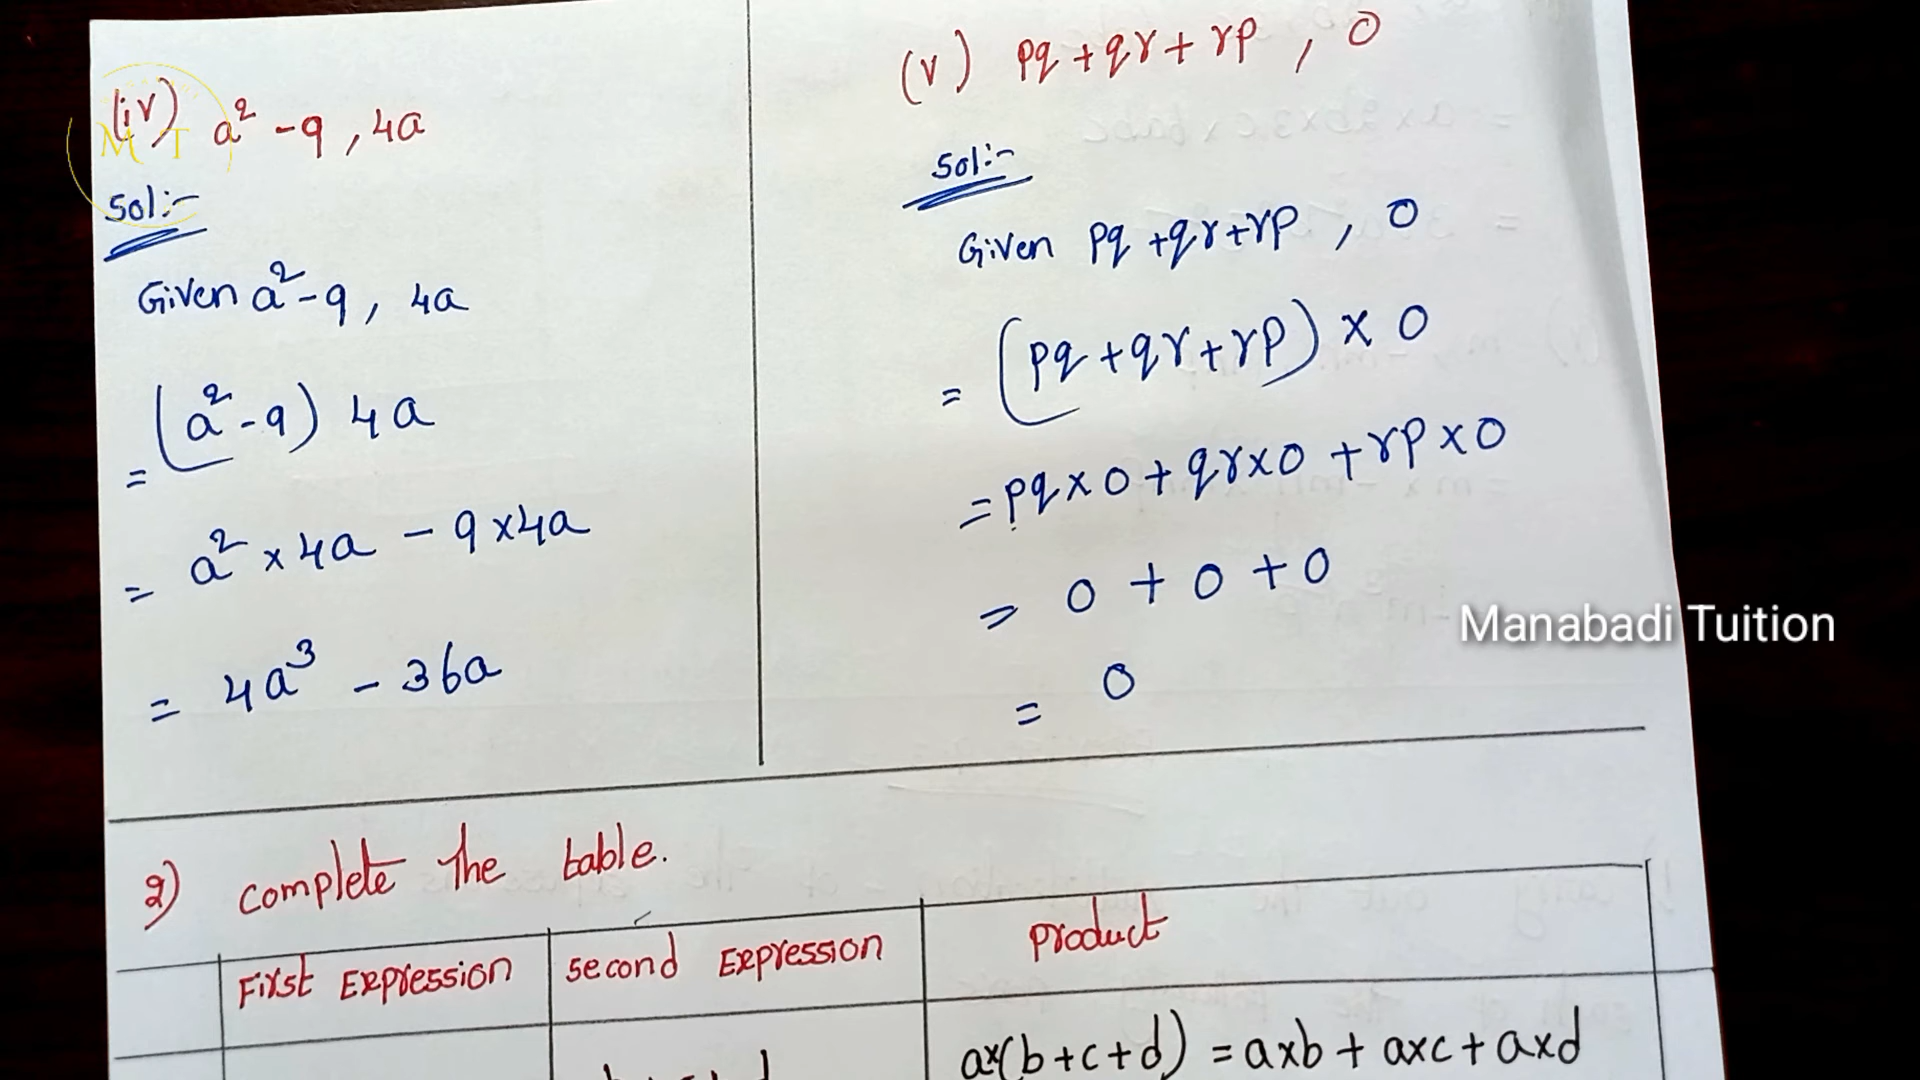 (iv) a² - 9 , 4a
Sol:-
Given a² - 9 , 4a
= (a² - 9) 4a
= a² × 4a - 9 × 4a
= 4a³ - 36a
(v) pq + qr + rp , 0
Sol:-
Given pq + qr + rp , 0
= (pq + qr + rp) × 0
= pq × 0 + qr × 0 + rp × 0
= 0 + 0 + 0
= 0
M T
Manabadi Tuition
2) complete the table.
First Expression second Expression product
a×(b+c+d) = a×b + a×c + a×d